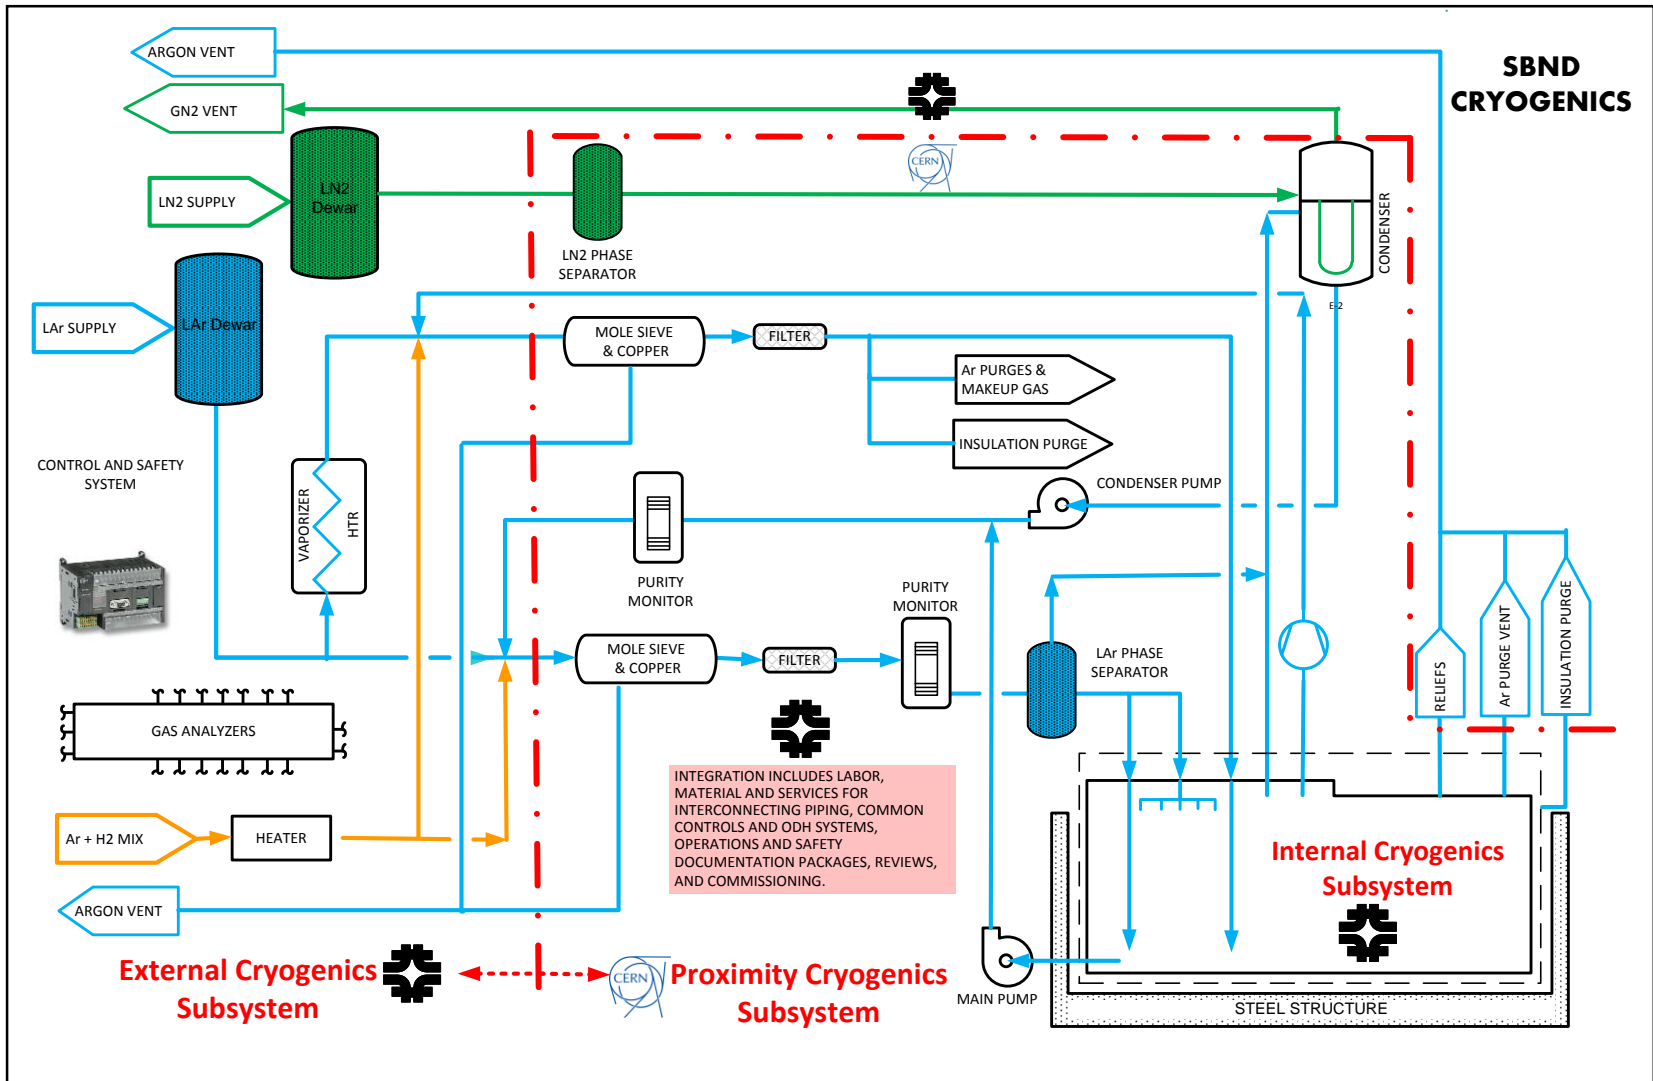 ARGON VENT
SBND
CRYOGENICS
GN2 VENT
CERN
LN2 SUPPLY
LN2
Dewar
LN2 PHASE
SEPARATOR
CONDENSER
E-2
LAr SUPPLY
LAr Dewar
MOLE SIEVE
& COPPER
FILTER
Ar PURGES &
MAKEUP GAS
INSULATION PURGE
CONTROL AND SAFETY
SYSTEM
VAPORIZER
HTR
CONDENSER PUMP
PURITY
MONITOR
PURITY
MONITOR
MOLE SIEVE
& COPPER
FILTER
LAr PHASE
SEPARATOR
RELIEFS
Ar PURGE VENT
INSULATION PURGE
GAS ANALYZERS
INTEGRATION INCLUDES LABOR,
MATERIAL AND SERVICES FOR
INTERCONNECTING PIPING, COMMON
CONTROLS AND ODH SYSTEMS,
OPERATIONS AND SAFETY
DOCUMENTATION PACKAGES, REVIEWS,
AND COMMISSIONING.
Ar + H2 MIX
HEATER
Internal Cryogenics
Subsystem
ARGON VENT
External Cryogenics
Subsystem
CERN
Proximity Cryogenics
Subsystem
MAIN PUMP
STEEL STRUCTURE